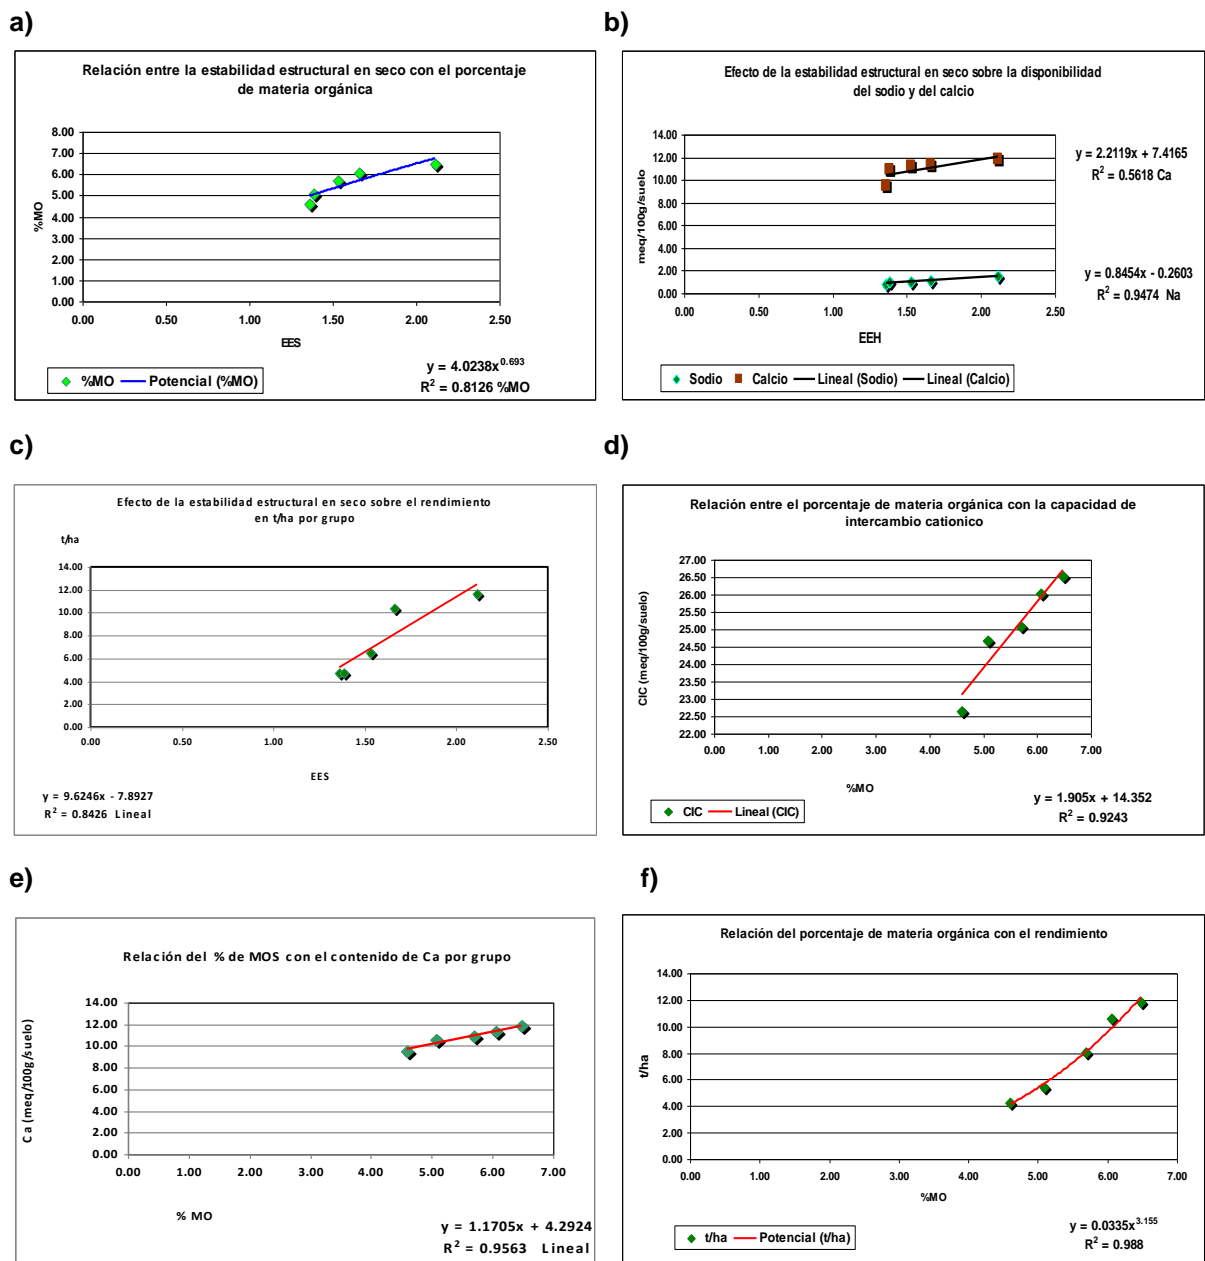 a)
Relación entre la estabilidad estructural en seco con el porcentaje
de materia orgánica
8.00
7.00
6.00
5.00
4.00
3.00
2.00
1.00
0.00
%MO
0.00 0.50 1.00 1.50 2.00 2.50
EES
%MO Potencial (%MO)
y = 4.0238x^0.693
R² = 0.8126 %MO
b)
Efecto de la estabilidad estructural en seco sobre la disponibilidad
del sodio y del calcio
14.00
12.00
10.00
8.00
6.00
4.00
2.00
0.00
meq/100g/suelo
0.00 0.50 1.00 1.50 2.00 2.50
EEH
y = 2.2119x + 7.4165
R² = 0.5618 Ca
y = 0.8454x - 0.2603
R² = 0.9474 Na
Sodio Calcio Lineal (Sodio) Lineal (Calcio)
c)
Efecto de la estabilidad estructural en seco sobre el rendimiento
en t/ha por grupo
t/ha
14.00
12.00
10.00
8.00
6.00
4.00
2.00
0.00
0.00 0.50 1.00 1.50 2.00 2.50
EES
y = 9.6246x - 7.8927
R² = 0.8426 Lineal
d)
Relación entre el porcentaje de materia orgánica con la capacidad de
intercambio cationico
27.00
26.50
26.00
25.50
25.00
24.50
24.00
23.50
23.00
22.50
22.00
CIC (meq/100g/suelo)
0.00 1.00 2.00 3.00 4.00 5.00 6.00 7.00
%MO
CIC Lineal (CIC)
y = 1.905x + 14.352
R² = 0.9243
e)
Relación del % de MOS con el contenido de Ca por grupo
14.00
12.00
10.00
8.00
6.00
4.00
2.00
0.00
Ca (meq/100g/suelo)
0.00 1.00 2.00 3.00 4.00 5.00 6.00 7.00
% MO
y = 1.1705x + 4.2924
R² = 0.9563 Lineal
f)
Relación del porcentaje de materia orgánica con el rendimiento
14.00
12.00
10.00
8.00
6.00
4.00
2.00
0.00
t/ha
0.00 1.00 2.00 3.00 4.00 5.00 6.00 7.00
%MO
t/ha Potencial (t/ha)
y = 0.0335x^3.155
R² = 0.988